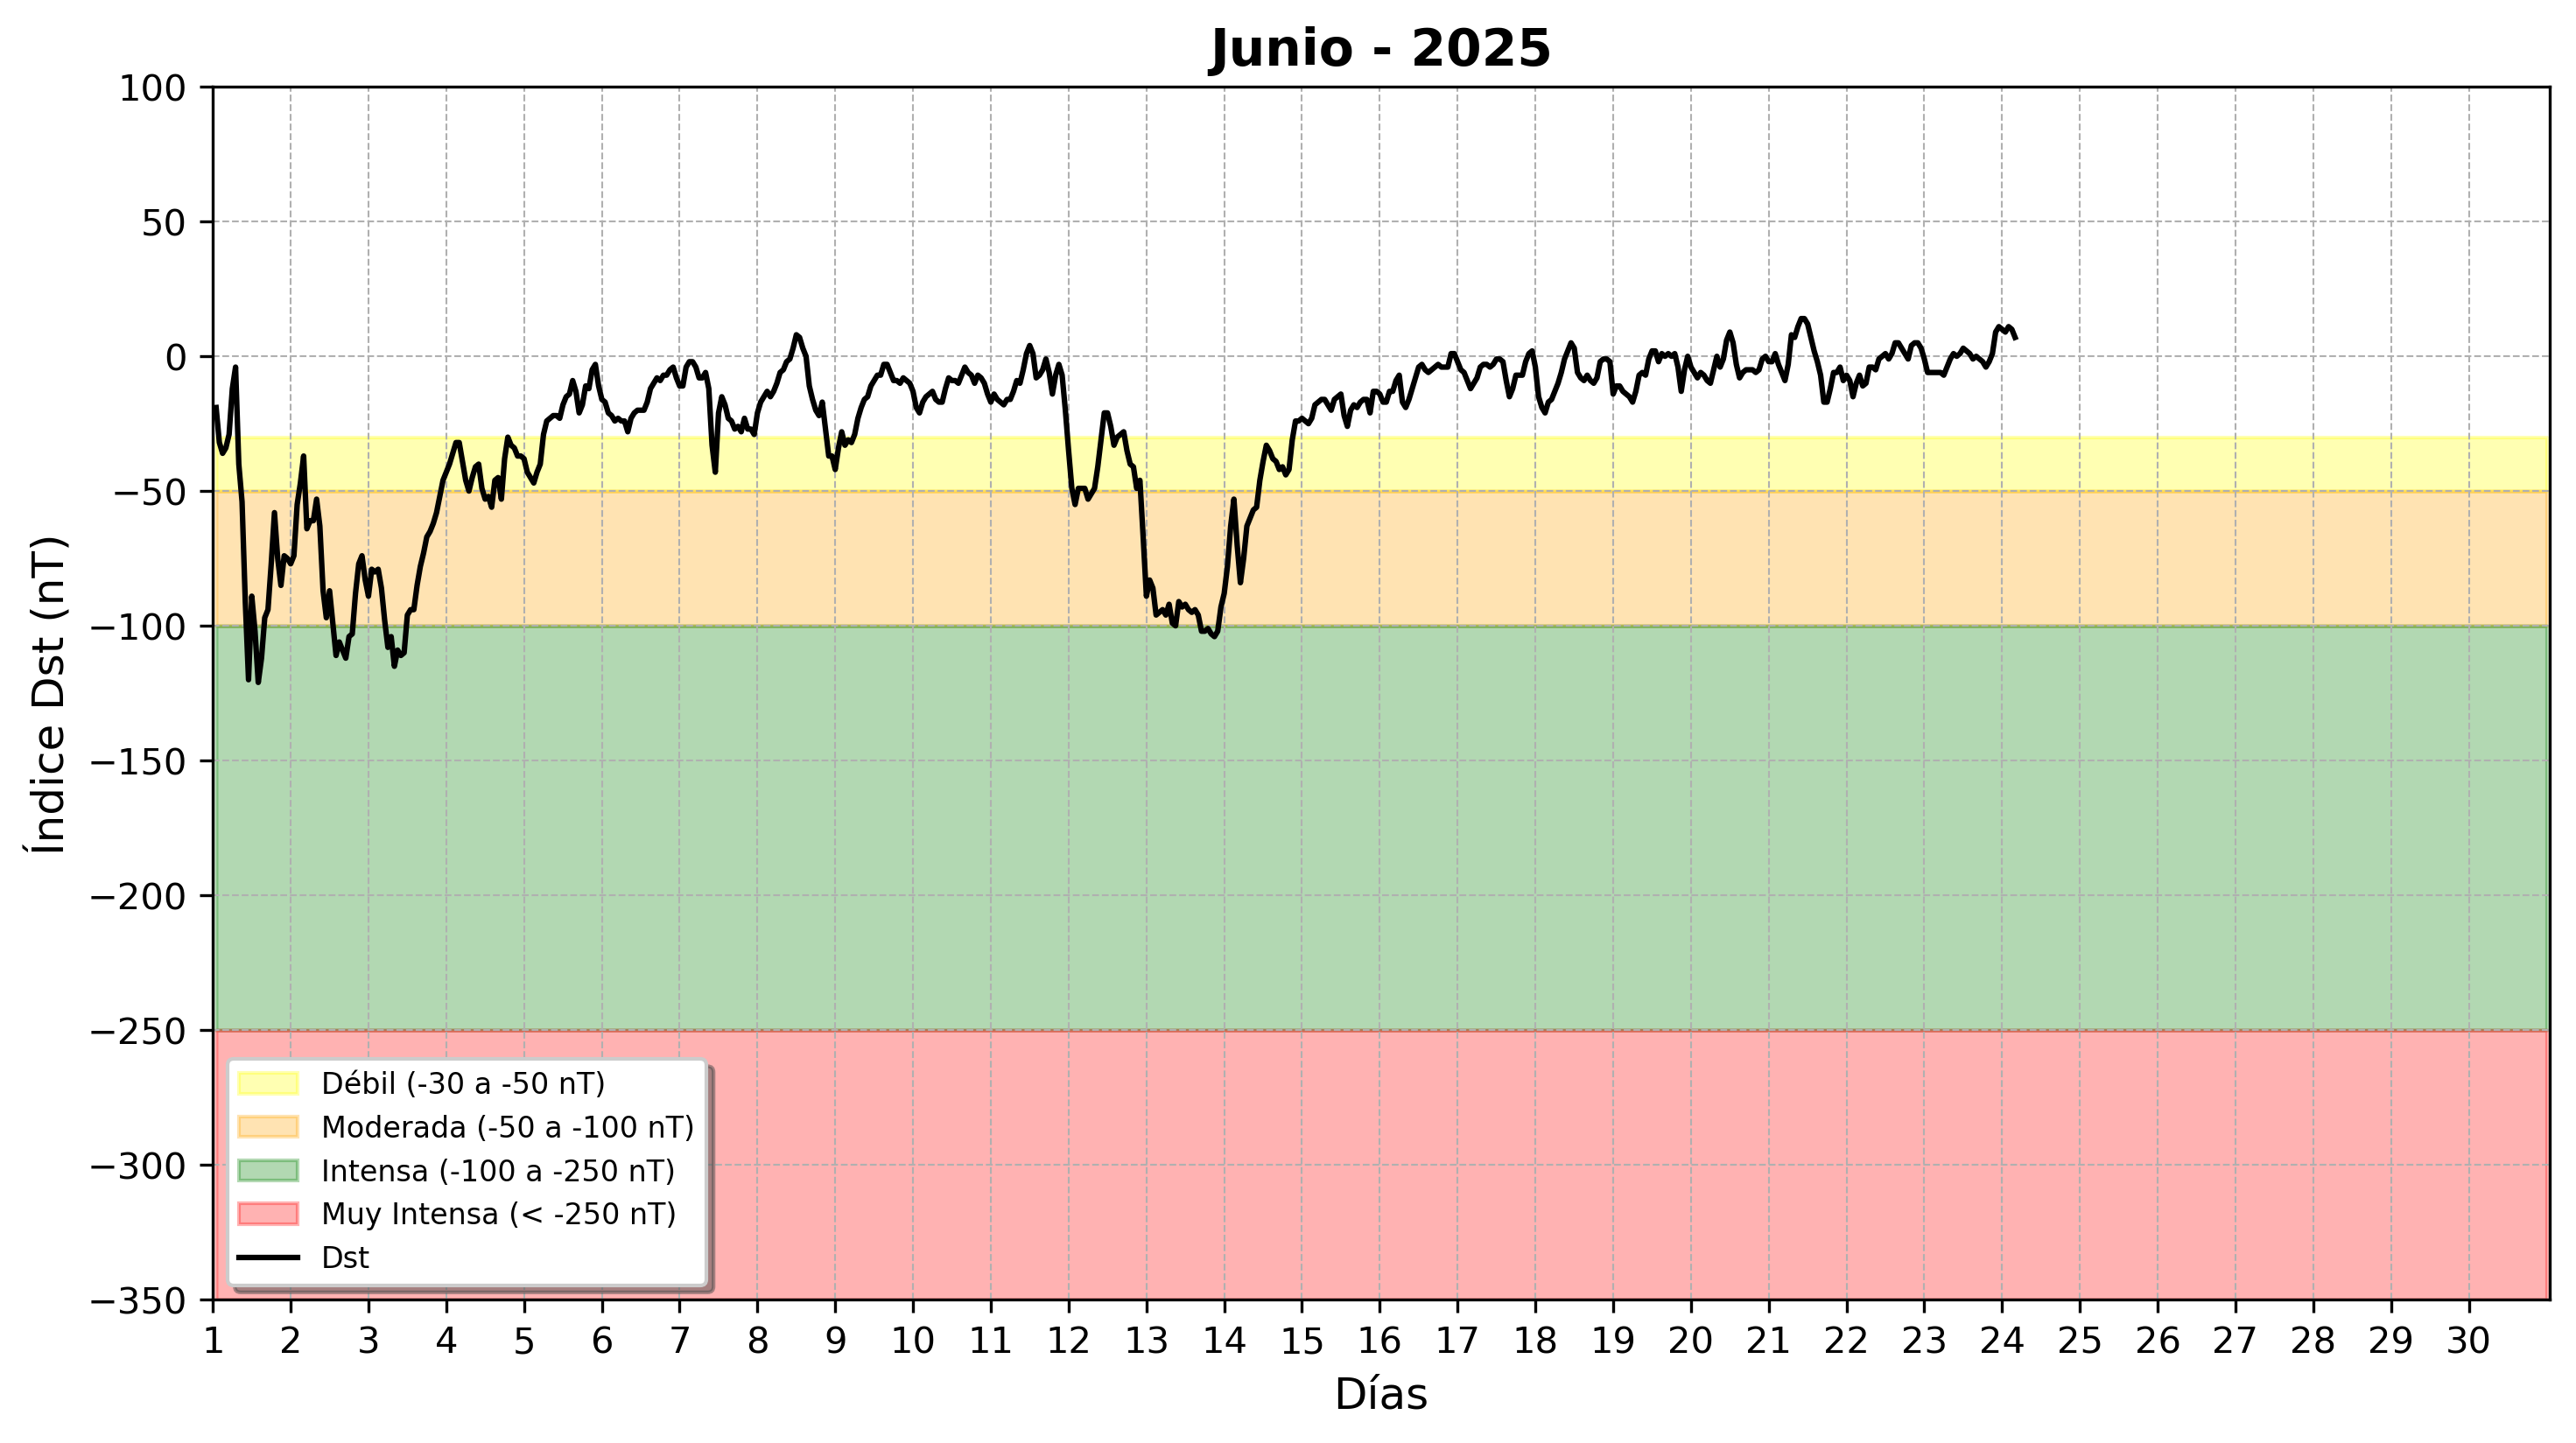 Junio - 2025
100
50
0
−50
−100
−150
−200
−250
−300
−350
Índice Dst (nT)
Débil (-30 a -50 nT)
Moderada (-50 a -100 nT)
Intensa (-100 a -250 nT)
Muy Intensa (< -250 nT)
Dst
1 2 3 4 5 6 7 8 9 10 11 12 13 14 15 16 17 18 19 20 21 22 23 24 25 26 27 28 29 30
Días